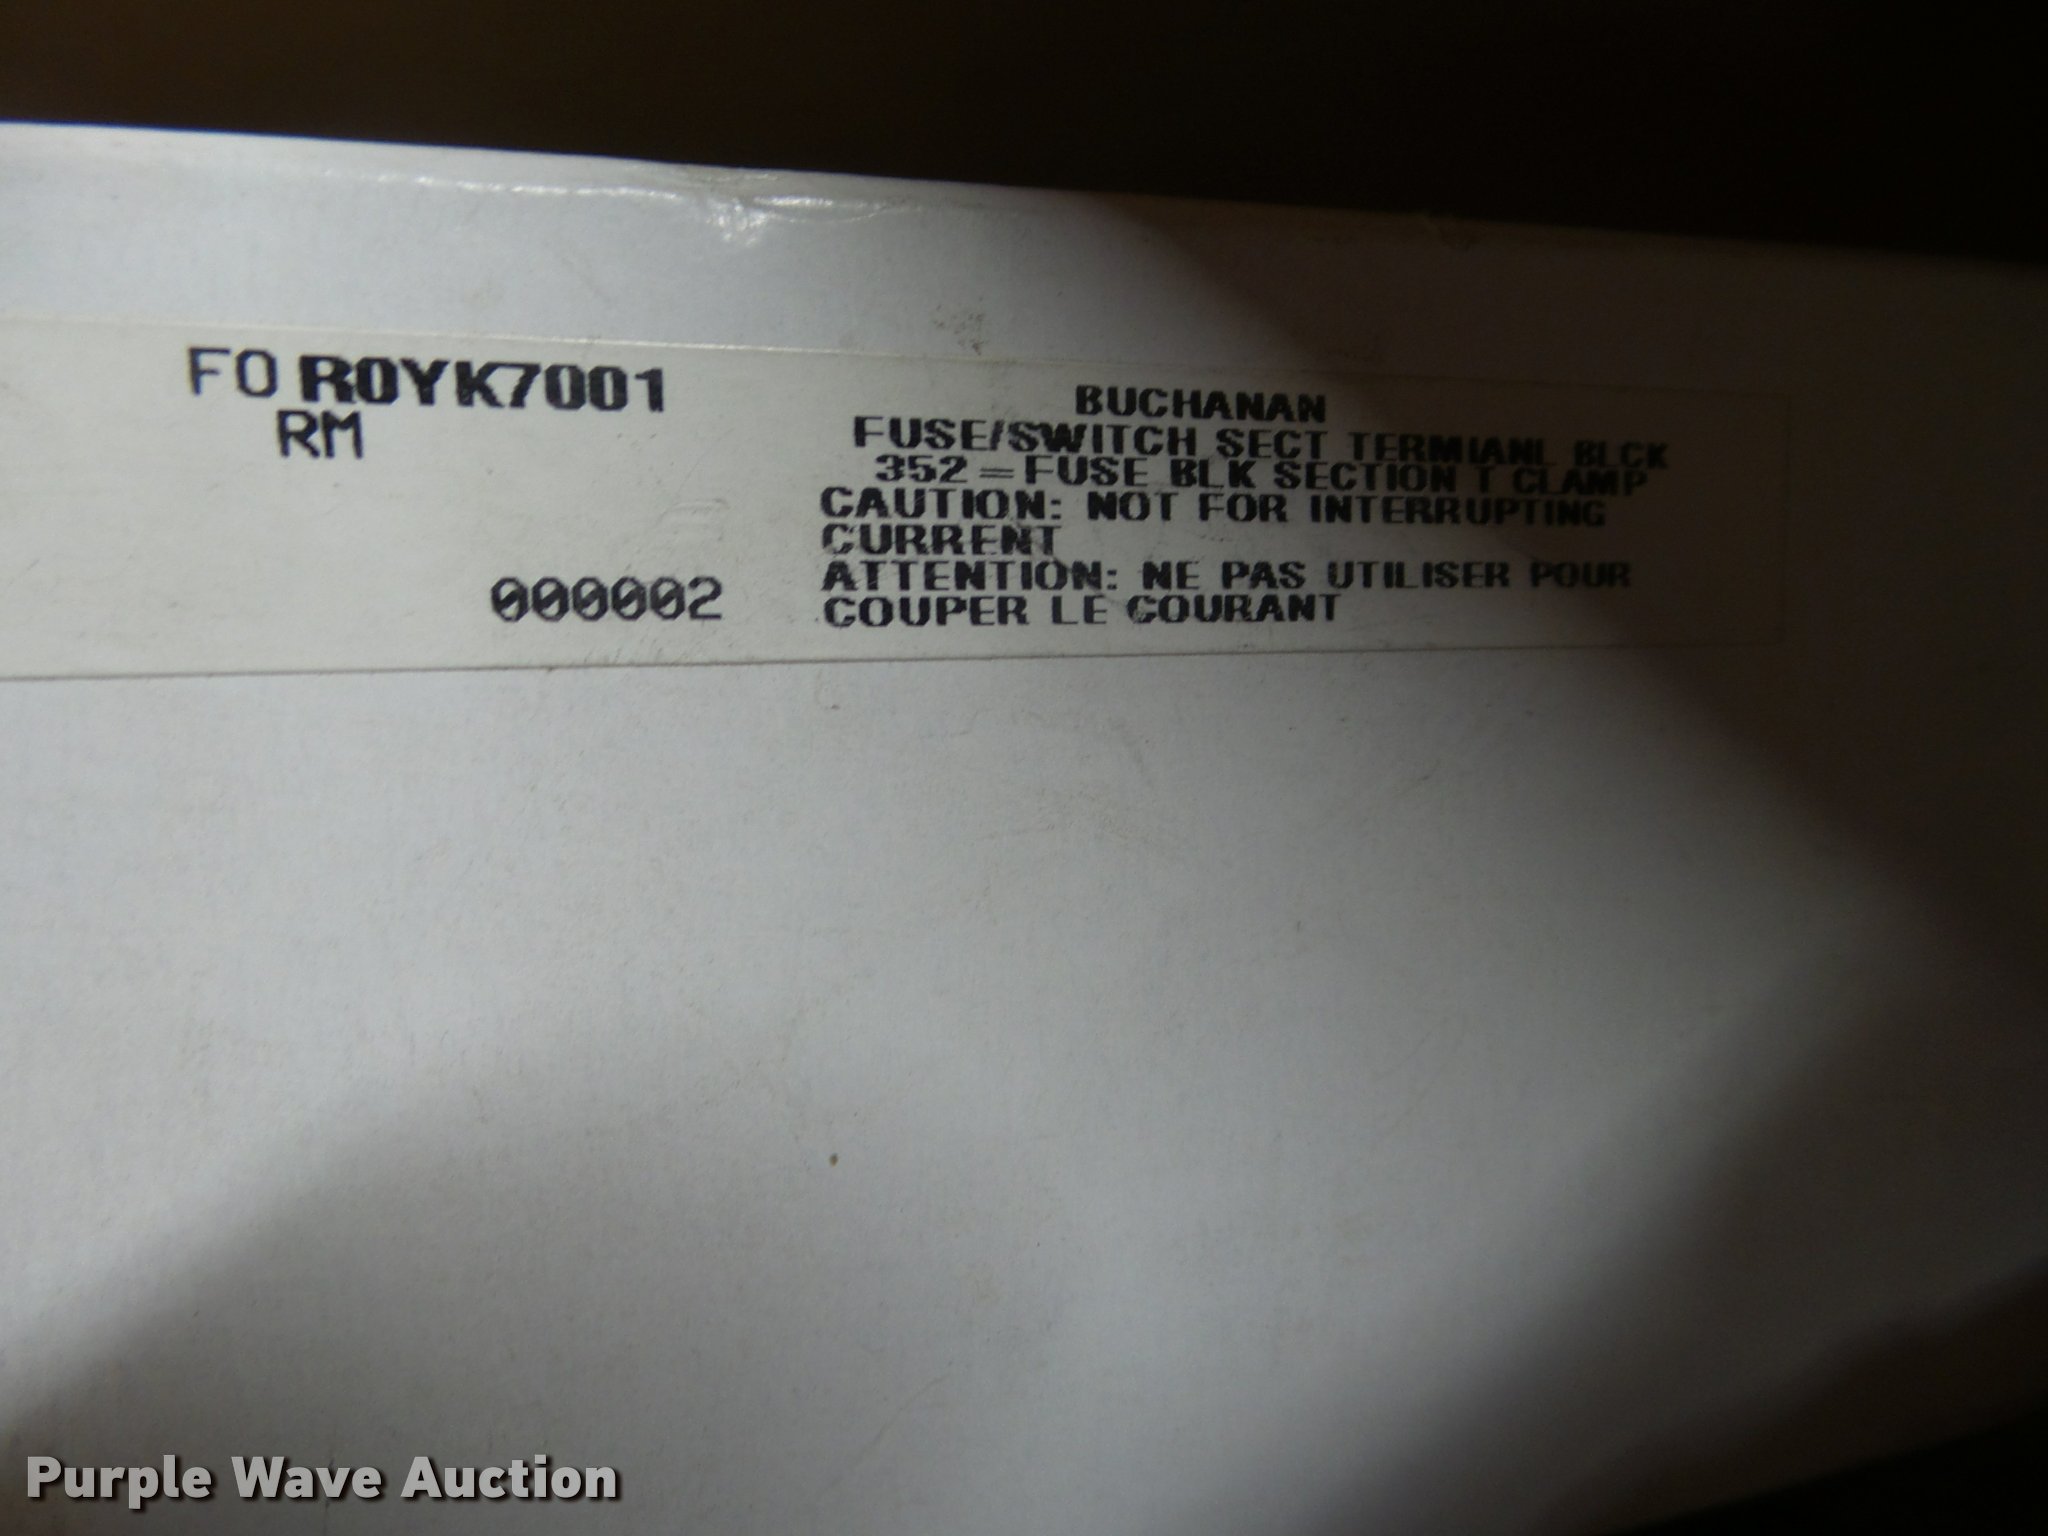 FO R0YK7001
RM
000002
BUCHANAN
FUSE/SWITCH SECT TERMIANL BLCK
352=FUSE BLK SECTION T CLAMP
CAUTION: NOT FOR INTERRUPTING
CURRENT
ATTENTION: NE PAS UTILISER POUR
COUPER LE COURANT
Purple Wave Auction